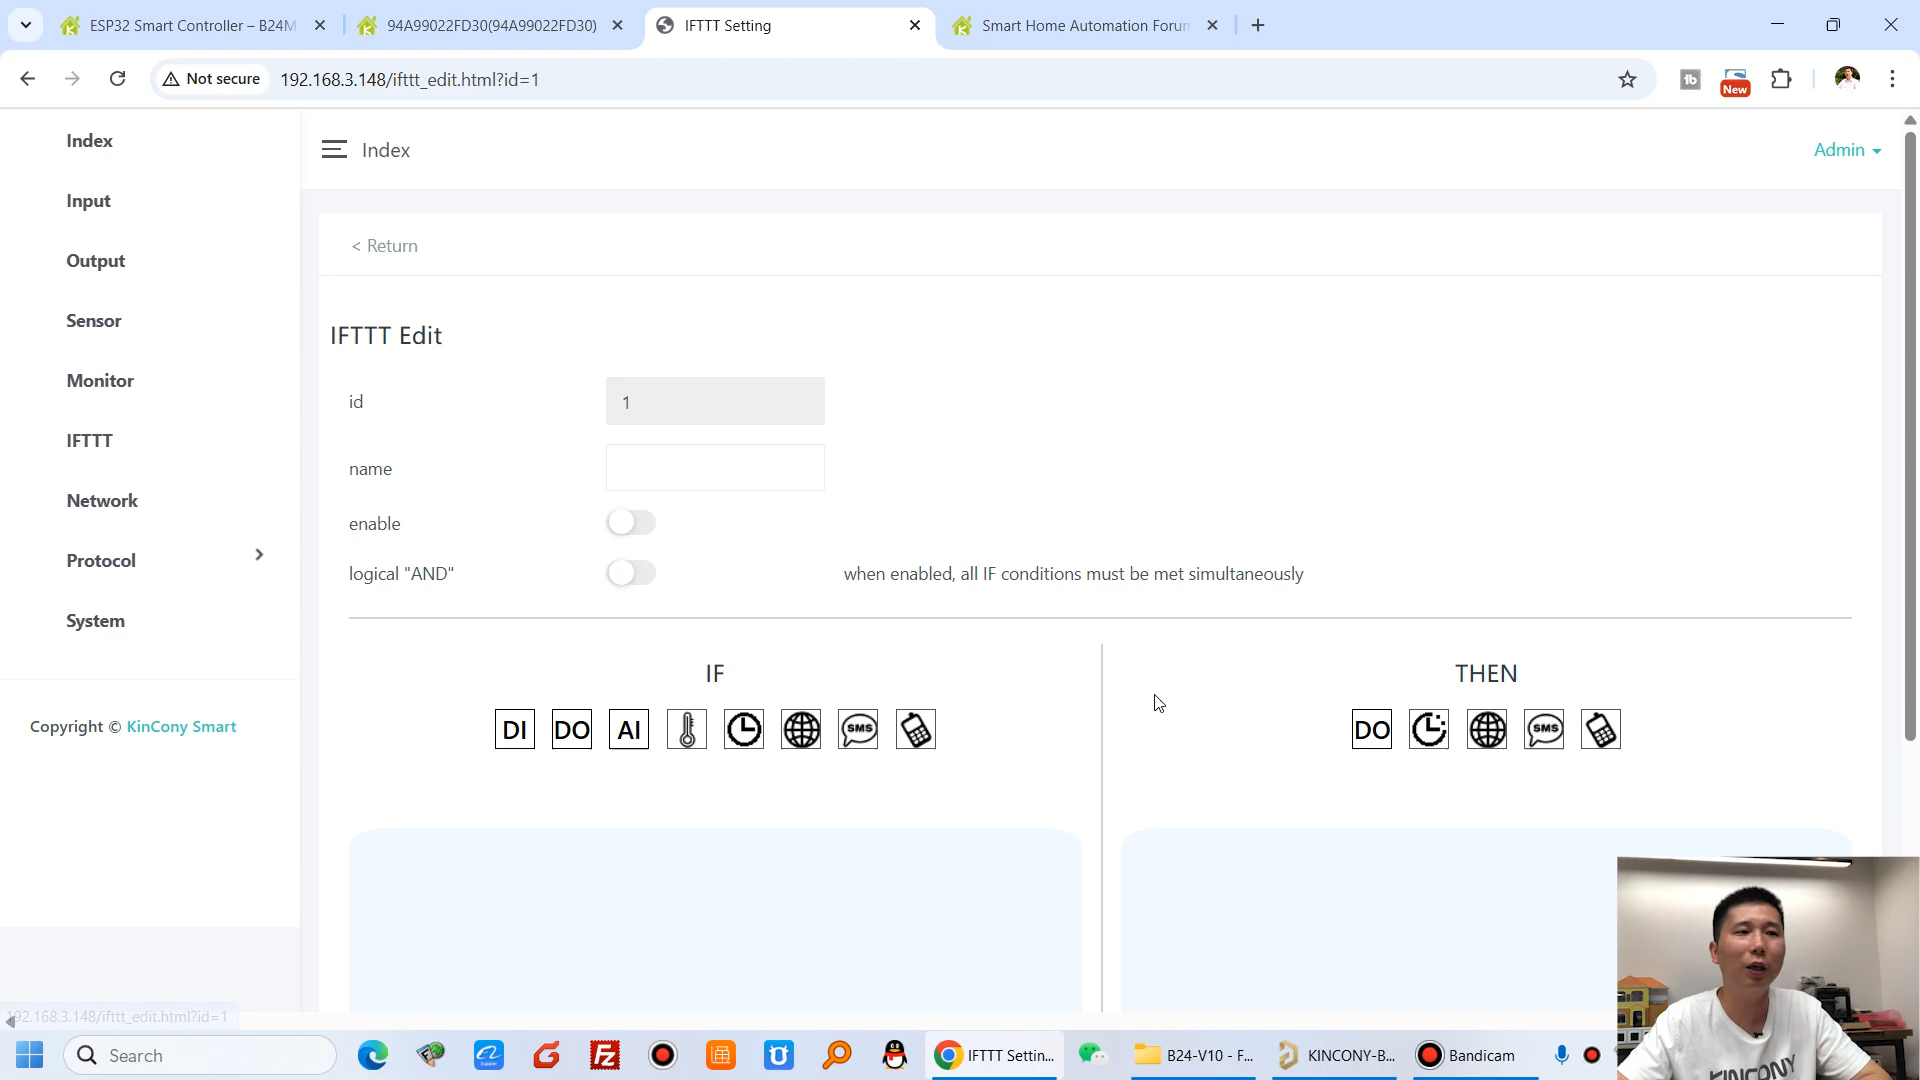 ESP32 Smart Controller – B24M
94A99022FD30(94A99022FD30)
IFTTT Setting
Smart Home Automation Forum
Not secure
192.168.3.148/ifttt_edit.html?id=1
New
Index
Input
Output
Sensor
Monitor
IFTTT
Network
Protocol
System
Copyright © KinCony Smart
Index
Admin
< Return
IFTTT Edit
id
1
name
enable
logical "AND"
when enabled, all IF conditions must be met simultaneously
IF
THEN
DI
DO
AI
SMS
DO
SMS
192.168.3.148/ifttt_edit.html?id=1
Search
IFTTT Settin...
B24-V10 - F...
KINCONY-B...
Bandicam
KINCONY